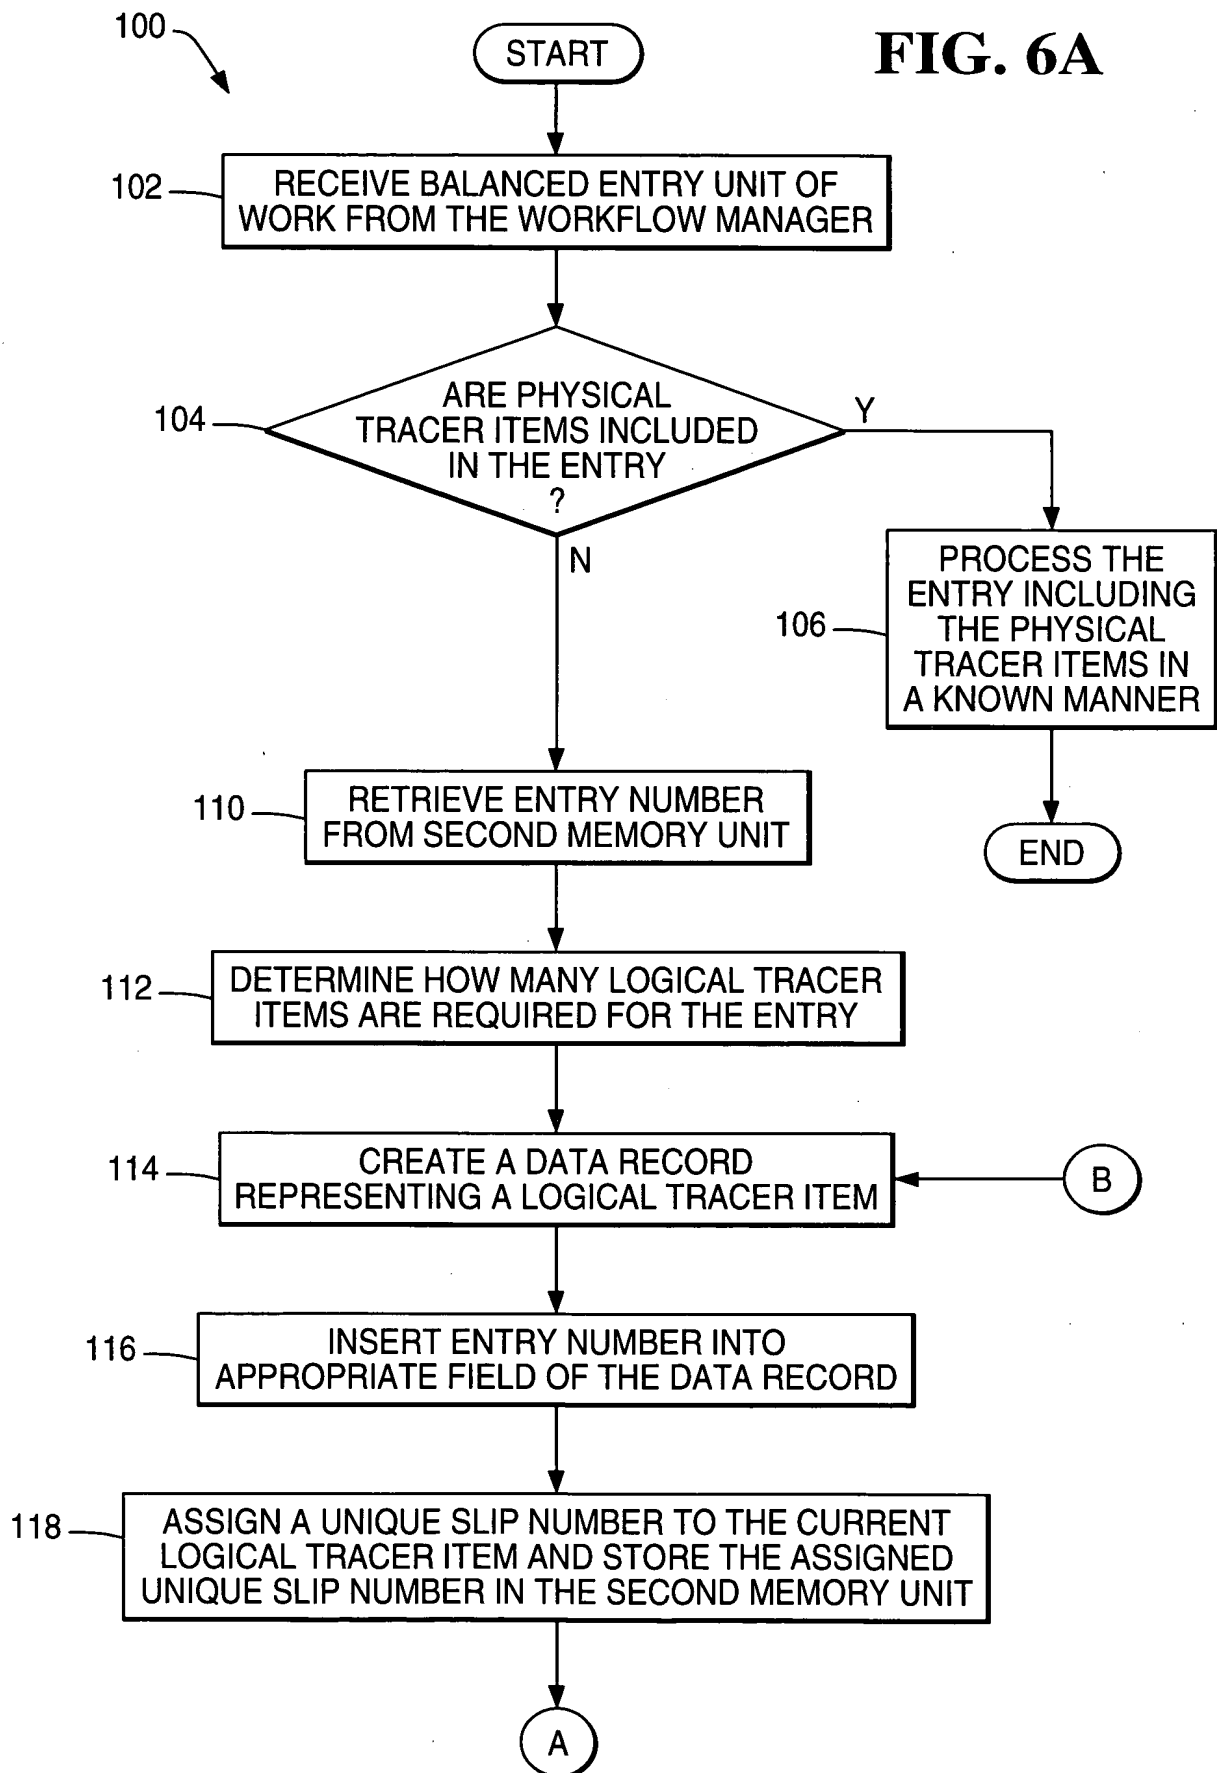 100
START
FIG. 6A
102
RECEIVE BALANCED ENTRY UNIT OF
WORK FROM THE WORKFLOW MANAGER
104
ARE PHYSICAL
TRACER ITEMS INCLUDED
IN THE ENTRY
?
Y
N
106
PROCESS THE
ENTRY INCLUDING
THE PHYSICAL
TRACER ITEMS IN
A KNOWN MANNER
END
110
RETRIEVE ENTRY NUMBER
FROM SECOND MEMORY UNIT
112
DETERMINE HOW MANY LOGICAL TRACER
ITEMS ARE REQUIRED FOR THE ENTRY
114
CREATE A DATA RECORD
REPRESENTING A LOGICAL TRACER ITEM
B
116
INSERT ENTRY NUMBER INTO
APPROPRIATE FIELD OF THE DATA RECORD
118
ASSIGN A UNIQUE SLIP NUMBER TO THE CURRENT
LOGICAL TRACER ITEM AND STORE THE ASSIGNED
UNIQUE SLIP NUMBER IN THE SECOND MEMORY UNIT
A